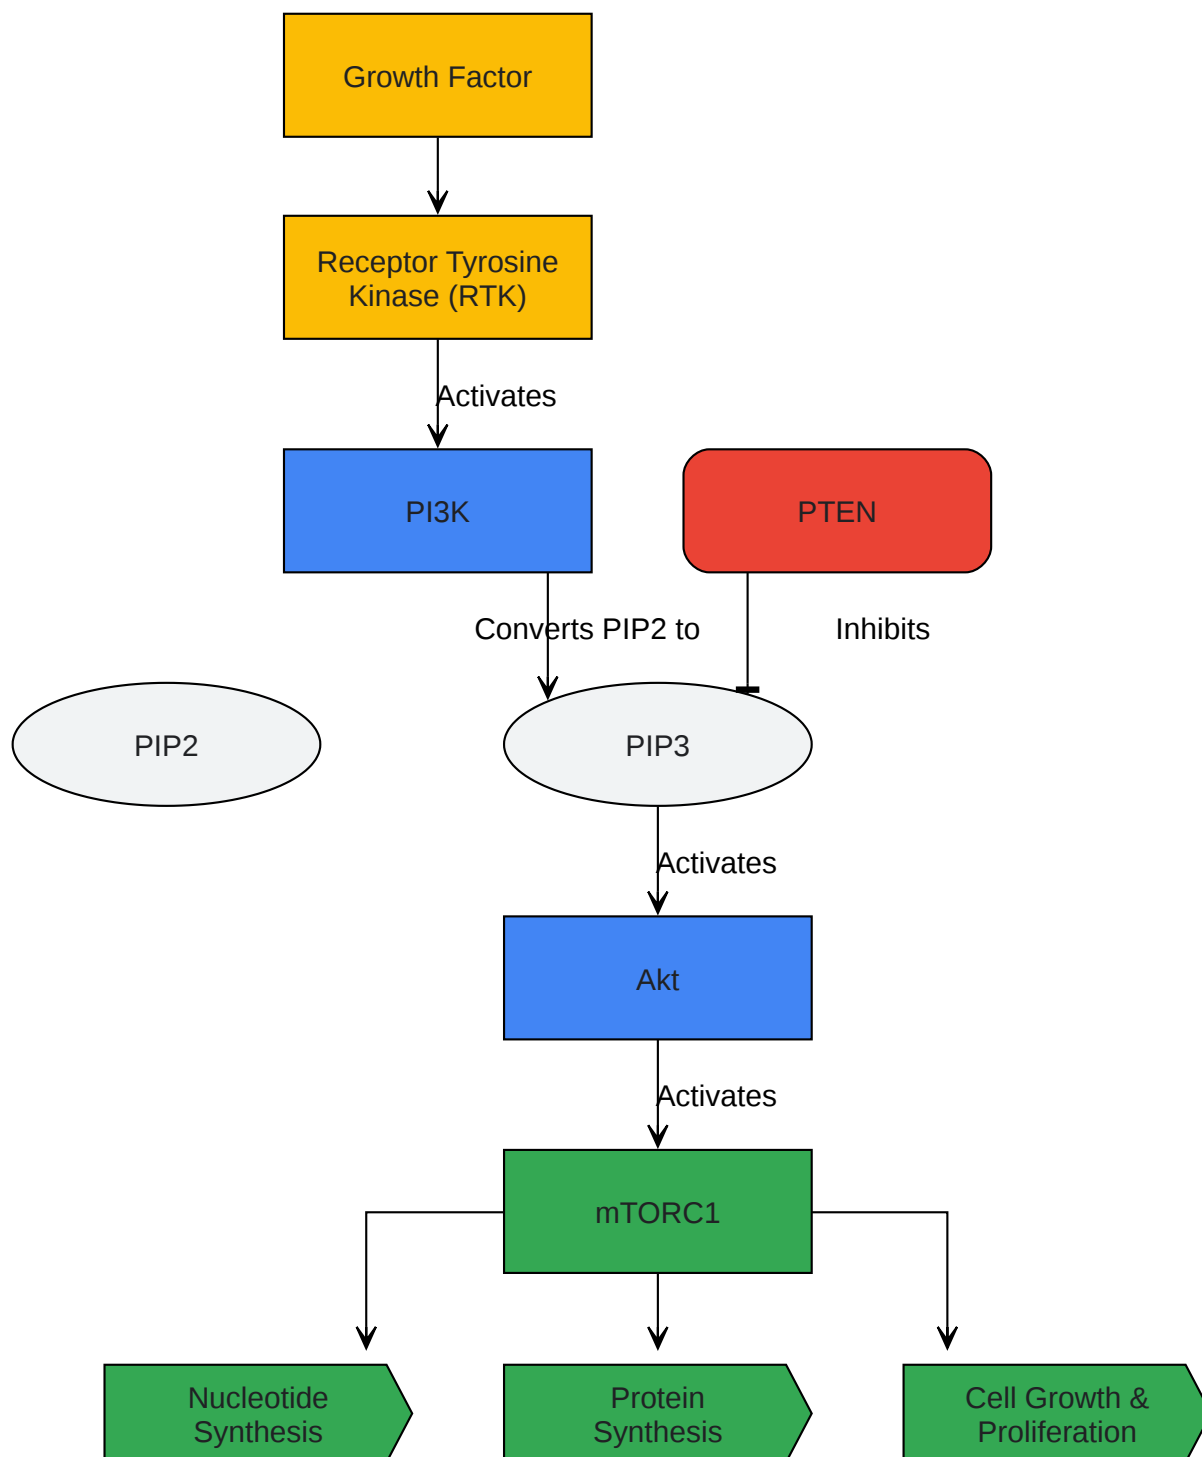 Growth Factor
Receptor Tyrosine
Kinase (RTK)
Activates
PI3K
PTEN
Converts PIP2 to
Inhibits
PIP2
PIP3
Activates
Akt
Activates
mTORC1
Nucleotide
Synthesis
Protein
Synthesis
Cell Growth &
Proliferation